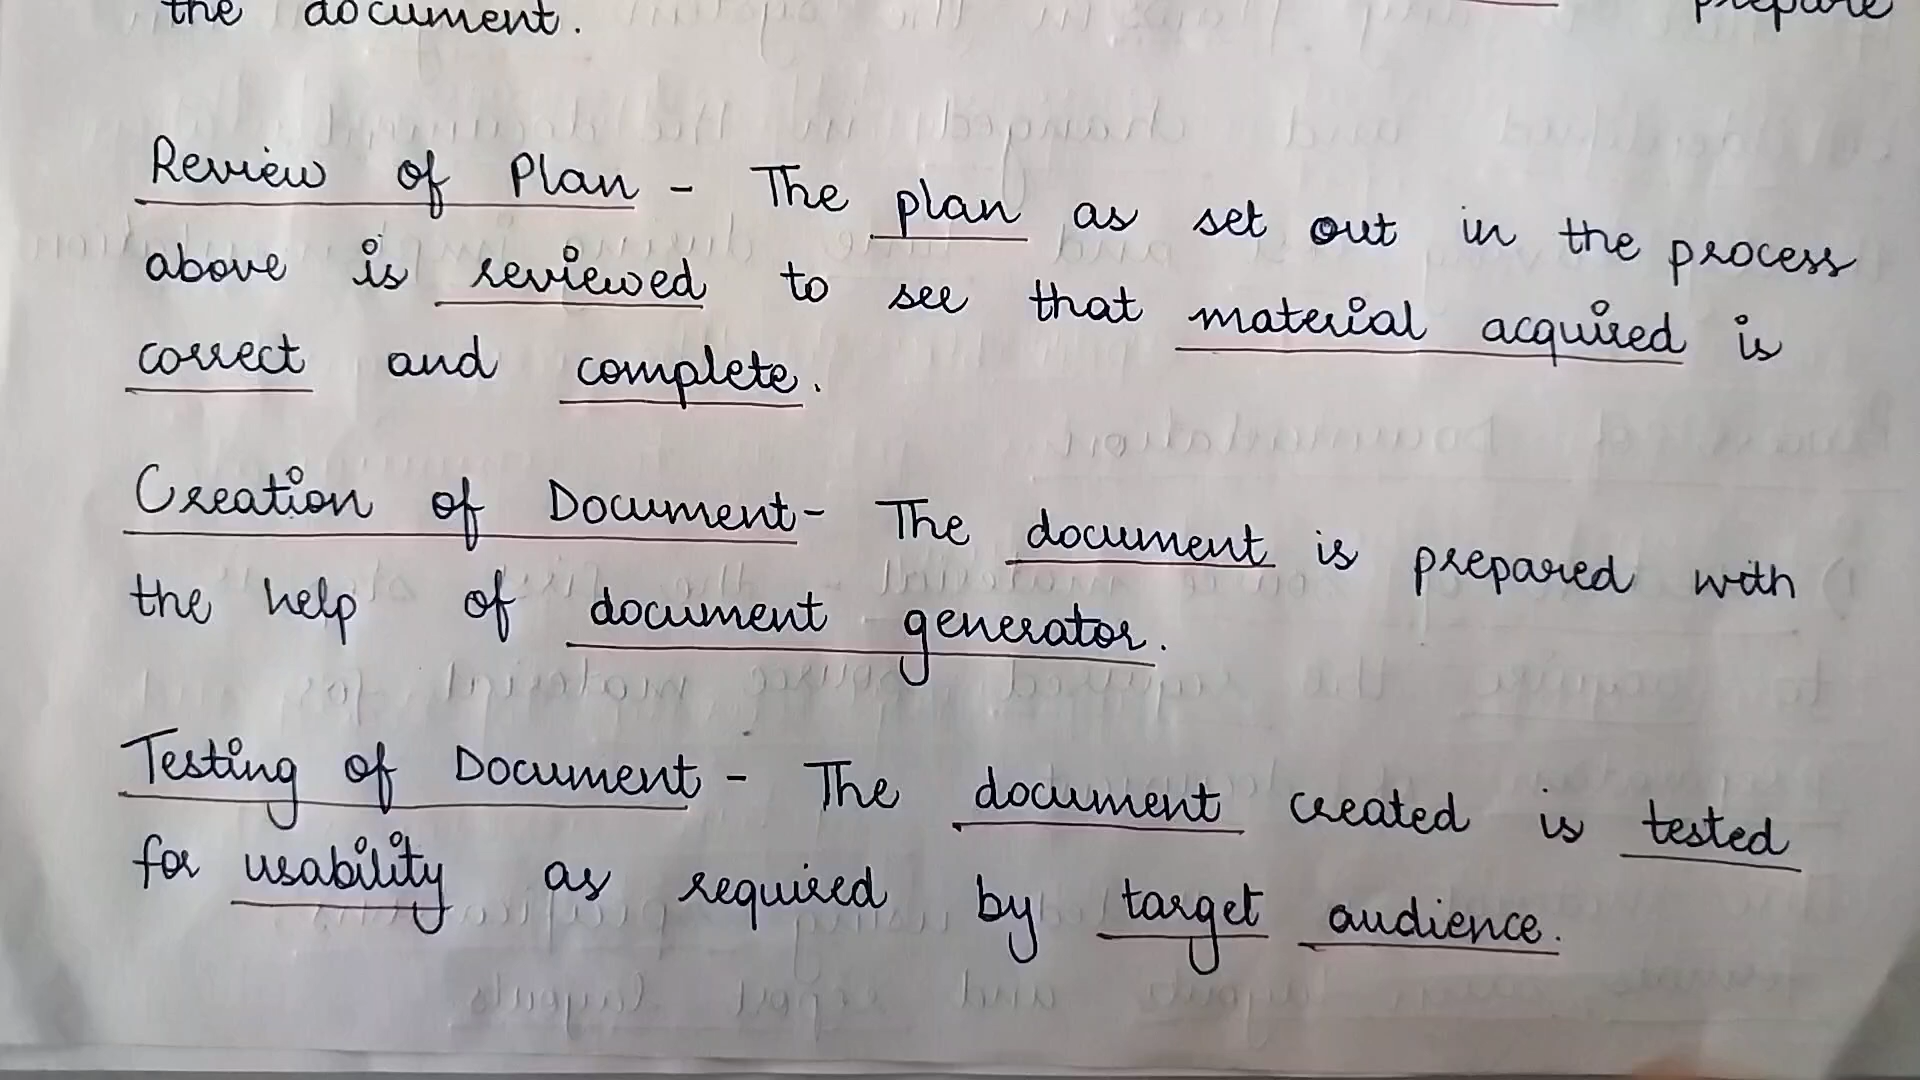 prepare
the document.
Review of Plan - The plan as set out in the process
above is reviewed to see that material acquired is
correct and complete.
Creation of Document- The document is prepared with
the help of document generator.
Testing of Document - The document created is tested
for usability as required by target audience.